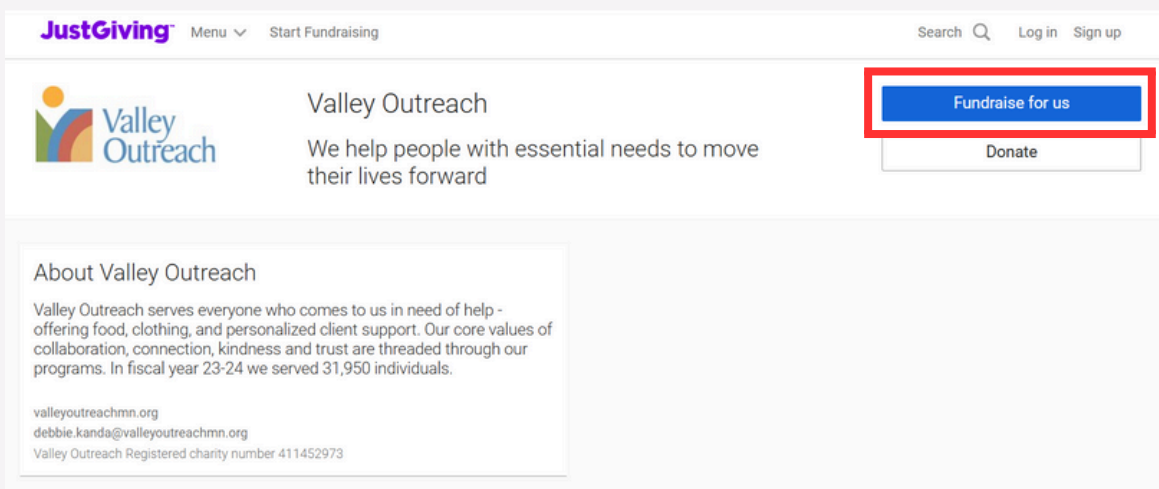 JustGiving™ Menu Start Fundraising Search Log in Sign up
Valley
Outreach
Valley Outreach
We help people with essential needs to move
their lives forward
Fundraise for us
Donate
About Valley Outreach
Valley Outreach serves everyone who comes to us in need of help -
offering food, clothing, and personalized client support. Our core values of
collaboration, connection, kindness and trust are threaded through our
programs. In fiscal year 23-24 we served 31,950 individuals.
valleyoutreachmn.org
debbie.kanda@valleyoutreachmn.org
Valley Outreach Registered charity number 411452973